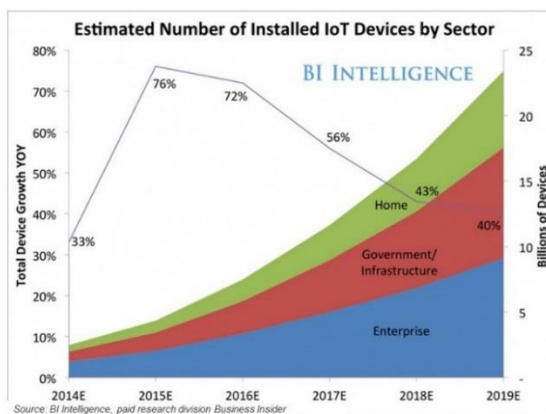 Estimated Number of Installed IoT Devices by Sector
BI INTELLIGENCE
80%
70%
60%
50%
40%
30%
20%
10%
0%
Total Device Growth YOY
33%
76%
72%
56%
43%
40%
Home
Government/
Infrastructure
Enterprise
25
20
15
10
5
-
Billions of Devices
2014E 2015E 2016E 2017E 2018E 2019E
Source: BI Intelligence, paid research division Business Insider